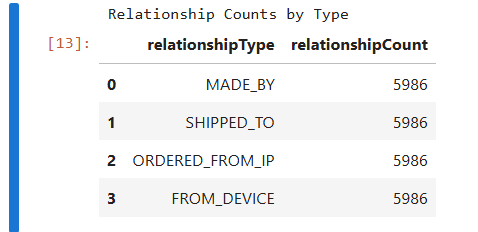 Relationship Counts by Type
[13]: relationshipType relationshipCount
0 MADE_BY 5986
1 SHIPPED_TO 5986
2 ORDERED_FROM_IP 5986
3 FROM_DEVICE 5986